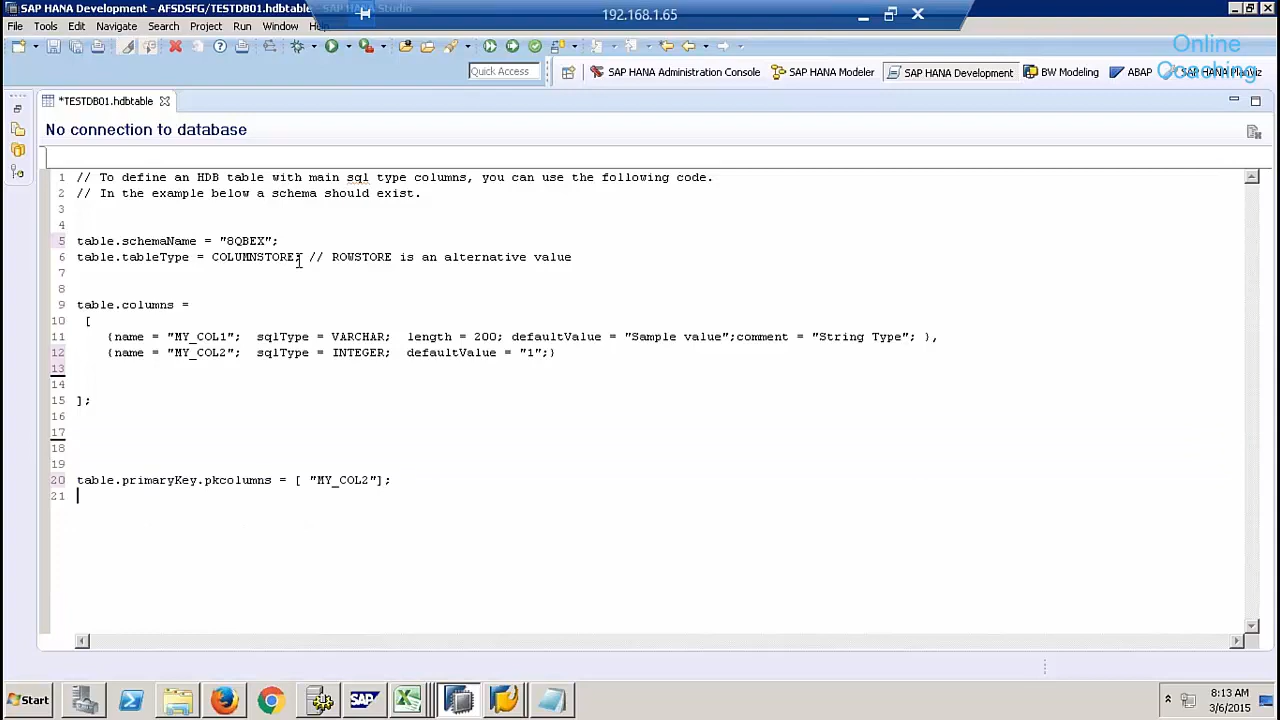 SAP HANA Development - AFSDSFG/TESTDB01.hdbtable
192.168.1.65
File Tools Edit Navigate Search Project Run Window
Online
Coaching
Quick Access
SAP HANA Administration Console
SAP HANA Modeler
SAP HANA Development
BW Modeling
ABAP
*TESTDB01.hdbtable
No connection to database
1 // To define an HDB table with main sql type columns, you can use the following code.
2 // In the example below a schema should exist.
3
4
5 table.schemaName = "8QBEX";
6 table.tableType = COLUMNSTORE; // ROWSTORE is an alternative value
7
8
9 table.columns =
10 [
11 {name = "MY_COL1"; sqlType = VARCHAR; length = 200; defaultValue = "Sample value";comment = "String Type"; },
12 {name = "MY_COL2"; sqlType = INTEGER; defaultValue = "1";}
13
14
15 ];
16
17
18
19
20 table.primaryKey.pkcolumns = [ "MY_COL2"];
21
Start
SAP
8:13 AM
3/6/2015